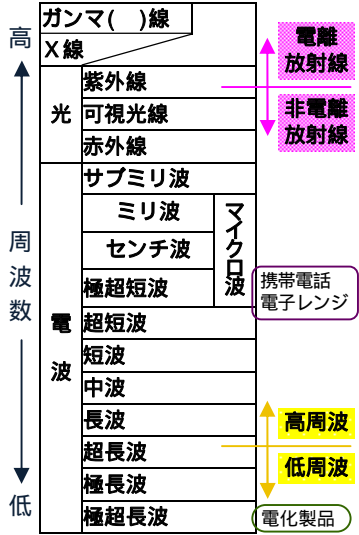 高
周
波
数
低
ガンマ(　)線
X線
光
紫外線
可視光線
赤外線
電
波
サブミリ波
ミリ波
センチ波
極超短波
マイクロ波
超短波
短波
中波
長波
超長波
極長波
極超長波
電離
放射線
非電離
放射線
携帯電話
電子レンジ
高周波
低周波
電化製品